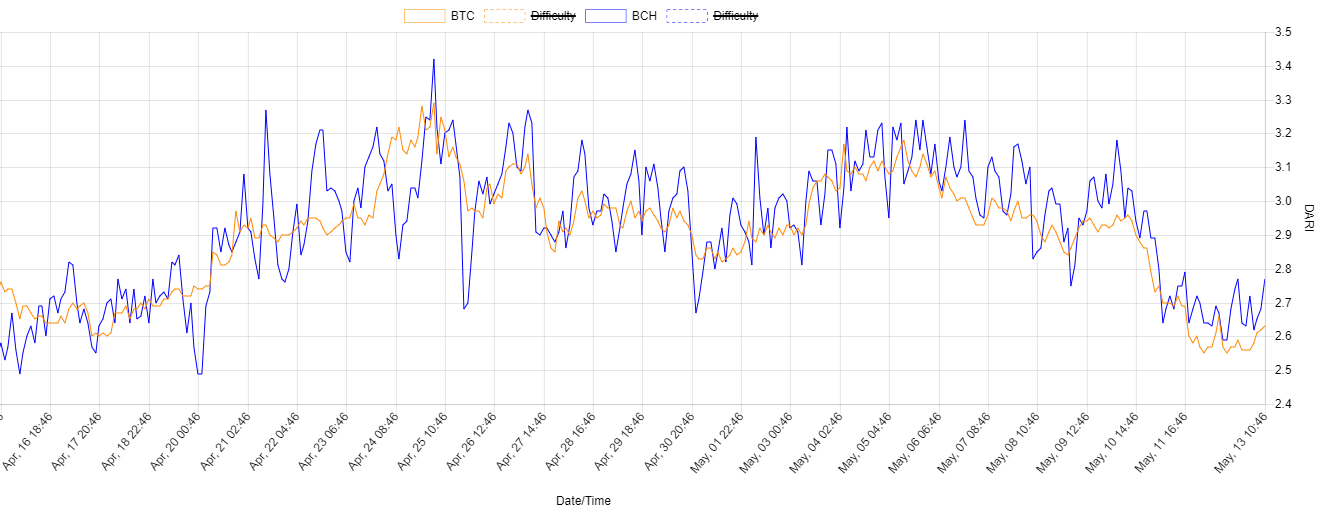 BTC Difficulty BCH Difficulty
3.5
3.4
3.3
3.2
3.1
3.0
2.9
2.8
2.7
2.6
2.5
2.4
DARI
Apr, 16 18:46
Apr, 17 20:46
Apr, 18 22:46
Apr, 20 00:46
Apr, 21 02:46
Apr, 22 04:46
Apr, 23 06:46
Apr, 24 08:46
Apr, 25 10:46
Apr, 26 12:46
Apr, 27 14:46
Apr, 28 16:46
Apr, 29 18:46
Apr, 30 20:46
May, 01 22:46
May, 03 00:46
May, 04 02:46
May, 05 04:46
May, 06 06:46
May, 07 08:46
May, 08 10:46
May, 09 12:46
May, 10 14:46
May, 11 16:46
May, 13 10:46
Date/Time